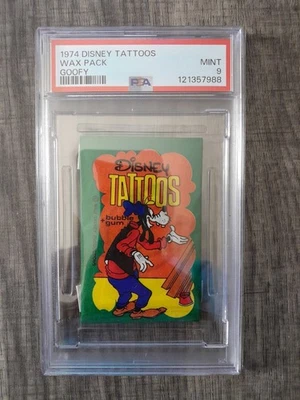 1974 DISNEY TATTOOS
WAX PACK
GOOFY
MINT
9
PSA
121357988
Disney
TATTOOS
bubble
gum